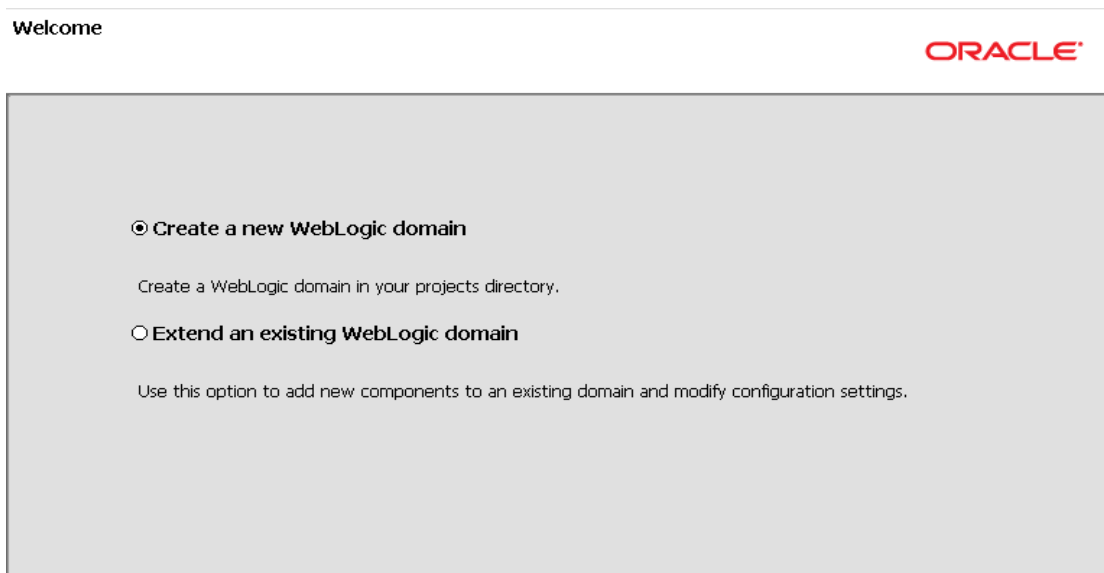 Welcome
ORACLE
Create a new WebLogic domain
Create a WebLogic domain in your projects directory.
Extend an existing WebLogic domain
Use this option to add new components to an existing domain and modify configuration settings.